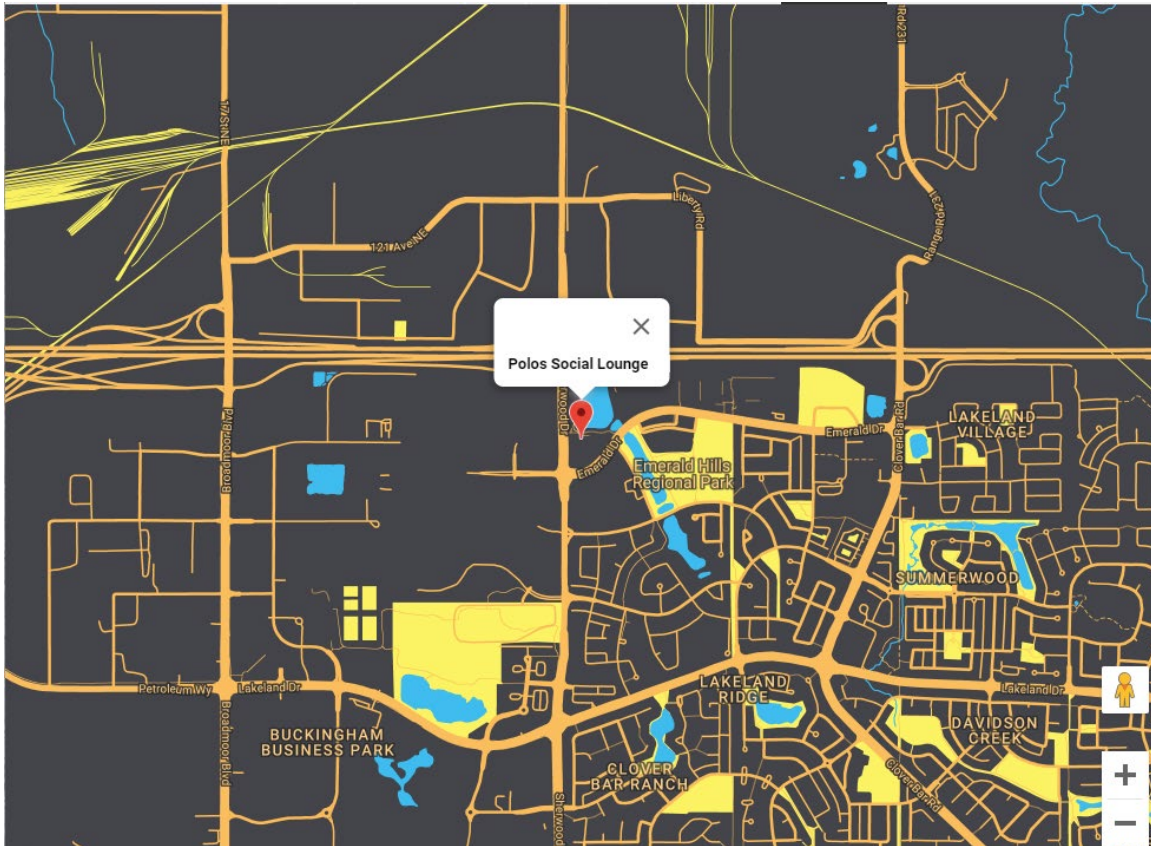 Rd 231
17 St NE
Liberty Rd
Range Rd 231
121 Ave NE
Polos Social Lounge
Broadmoor Blvd
Emerald Dr
Emerald Dr
Clover Bar Rd
LAKELAND
VILLAGE
Emerald Hills
Regional Park
SUMMERWOOD
Petroleum Wy
Lakeland Dr
LAKELAND
RIDGE
Lakeland Dr
Broadmoor Blvd
BUCKINGHAM
BUSINESS PARK
DAVIDSON
CREEK
CLOVER
BAR RANCH
Clover Bar Rd
Sherwood